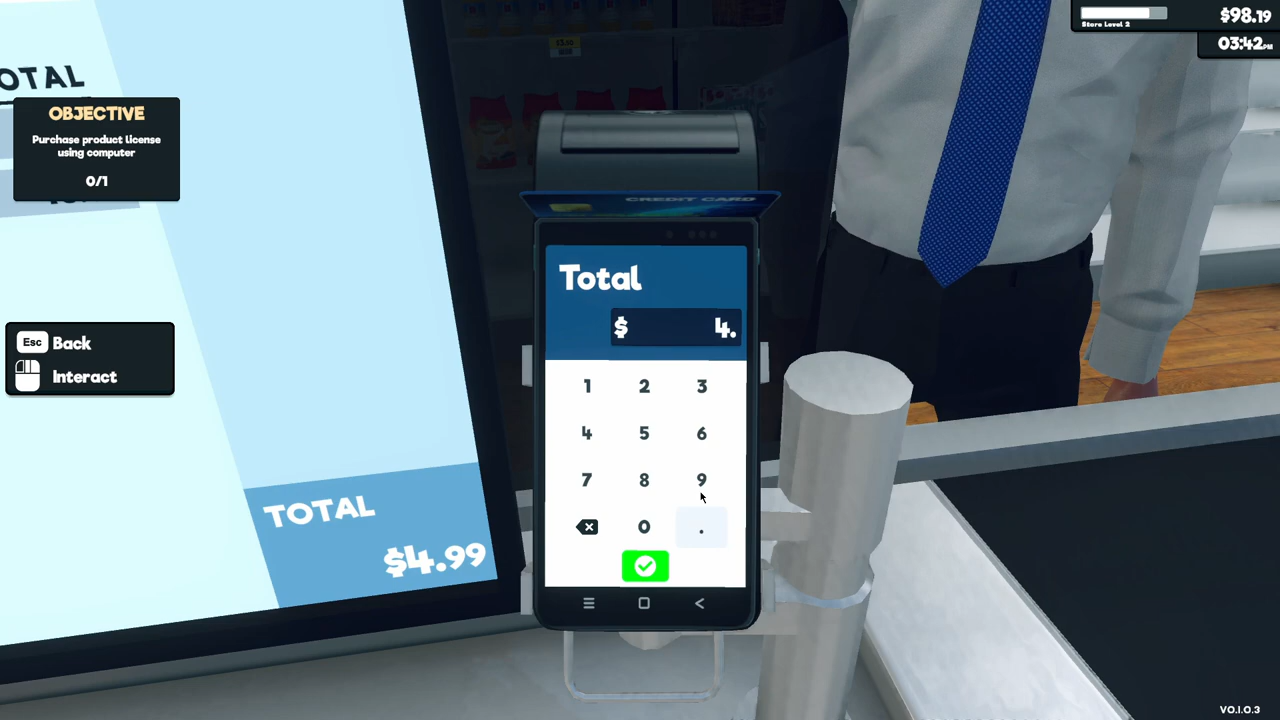 OTAL
OBJECTIVE
Purchase product license
using computer
0/1
Esc Back
Interact
TOTAL
$4.99
CREDIT CARD
Total
$ 4.
1 2 3
4 5 6
7 8 9
0 .
Store Level 2
$98.19
03:42PM
V0.1.0.3